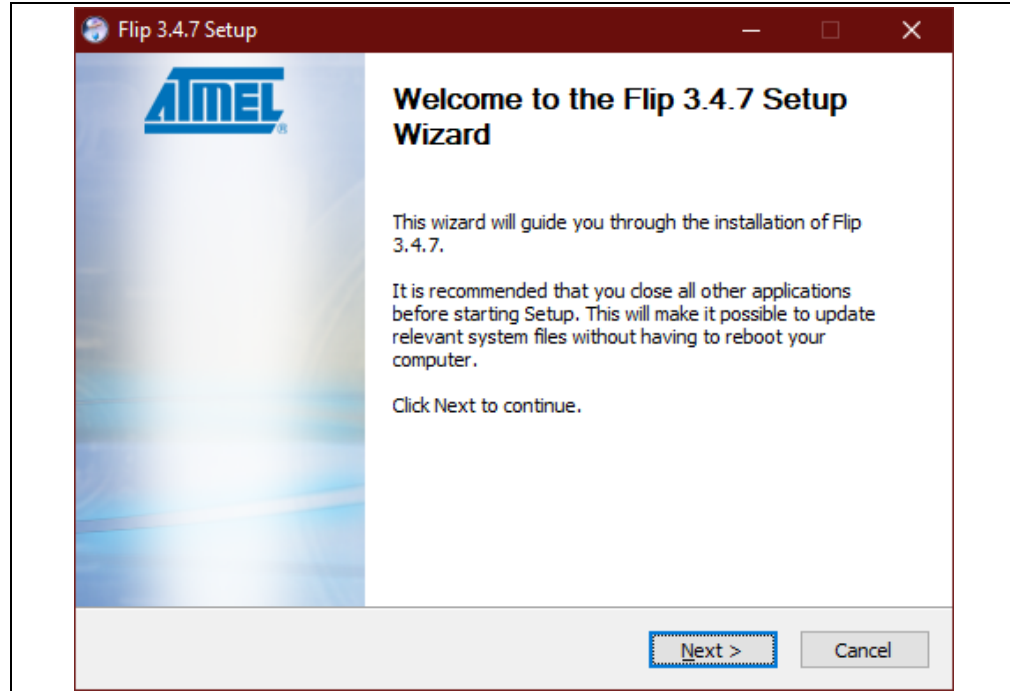 Flip 3.4.7 Setup
ATMEL
®
Welcome to the Flip 3.4.7 Setup
Wizard
This wizard will guide you through the installation of Flip
3.4.7.
It is recommended that you close all other applications
before starting Setup. This will make it possible to update
relevant system files without having to reboot your
computer.
Click Next to continue.
Next >
Cancel